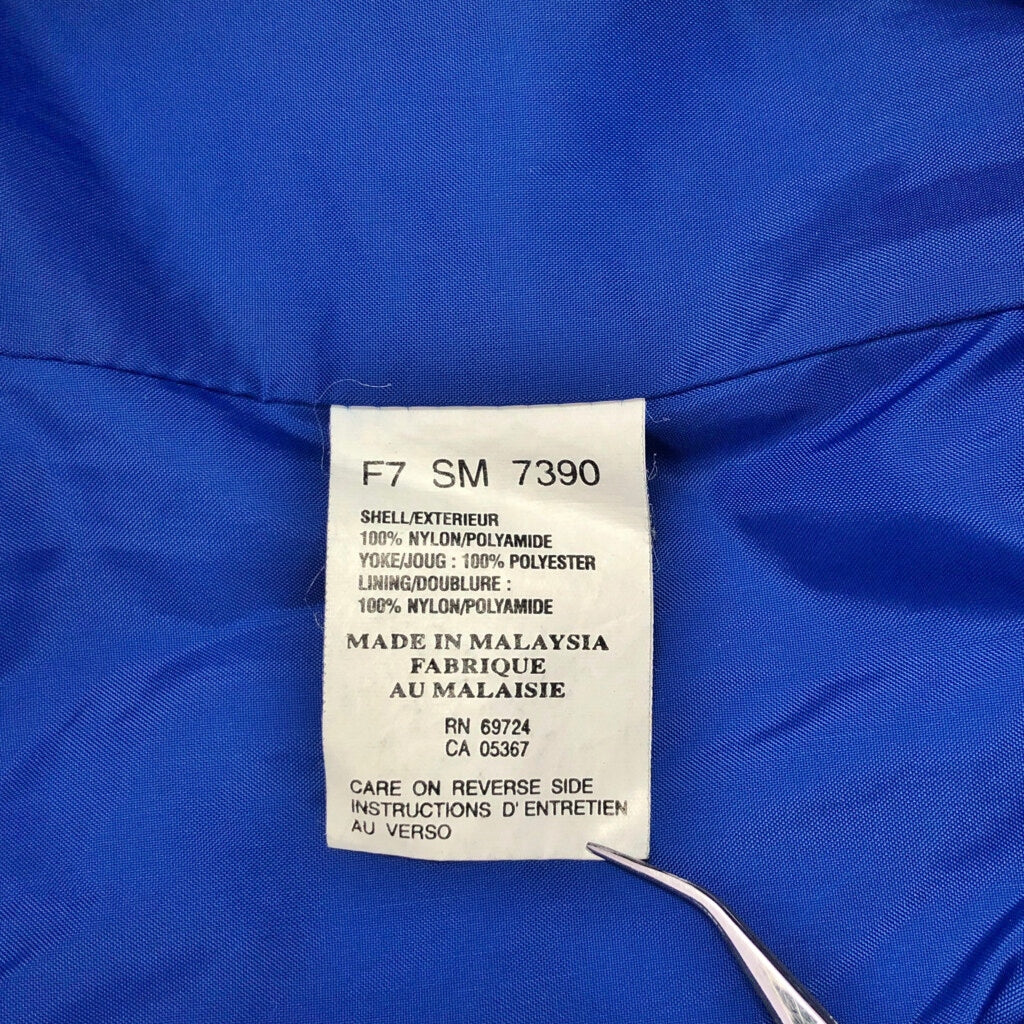 F7 SM 7390
SHELL/EXTERIEUR
100% NYLON/POLYAMIDE
YOKE/JOUG : 100% POLYESTER
LINING/DOUBLURE :
100% NYLON/POLYAMIDE
MADE IN MALAYSIA
FABRIQUE
AU MALAISIE
RN 69724
CA 05367
CARE ON REVERSE SIDE
INSTRUCTIONS D' ENTRETIEN
AU VERSO